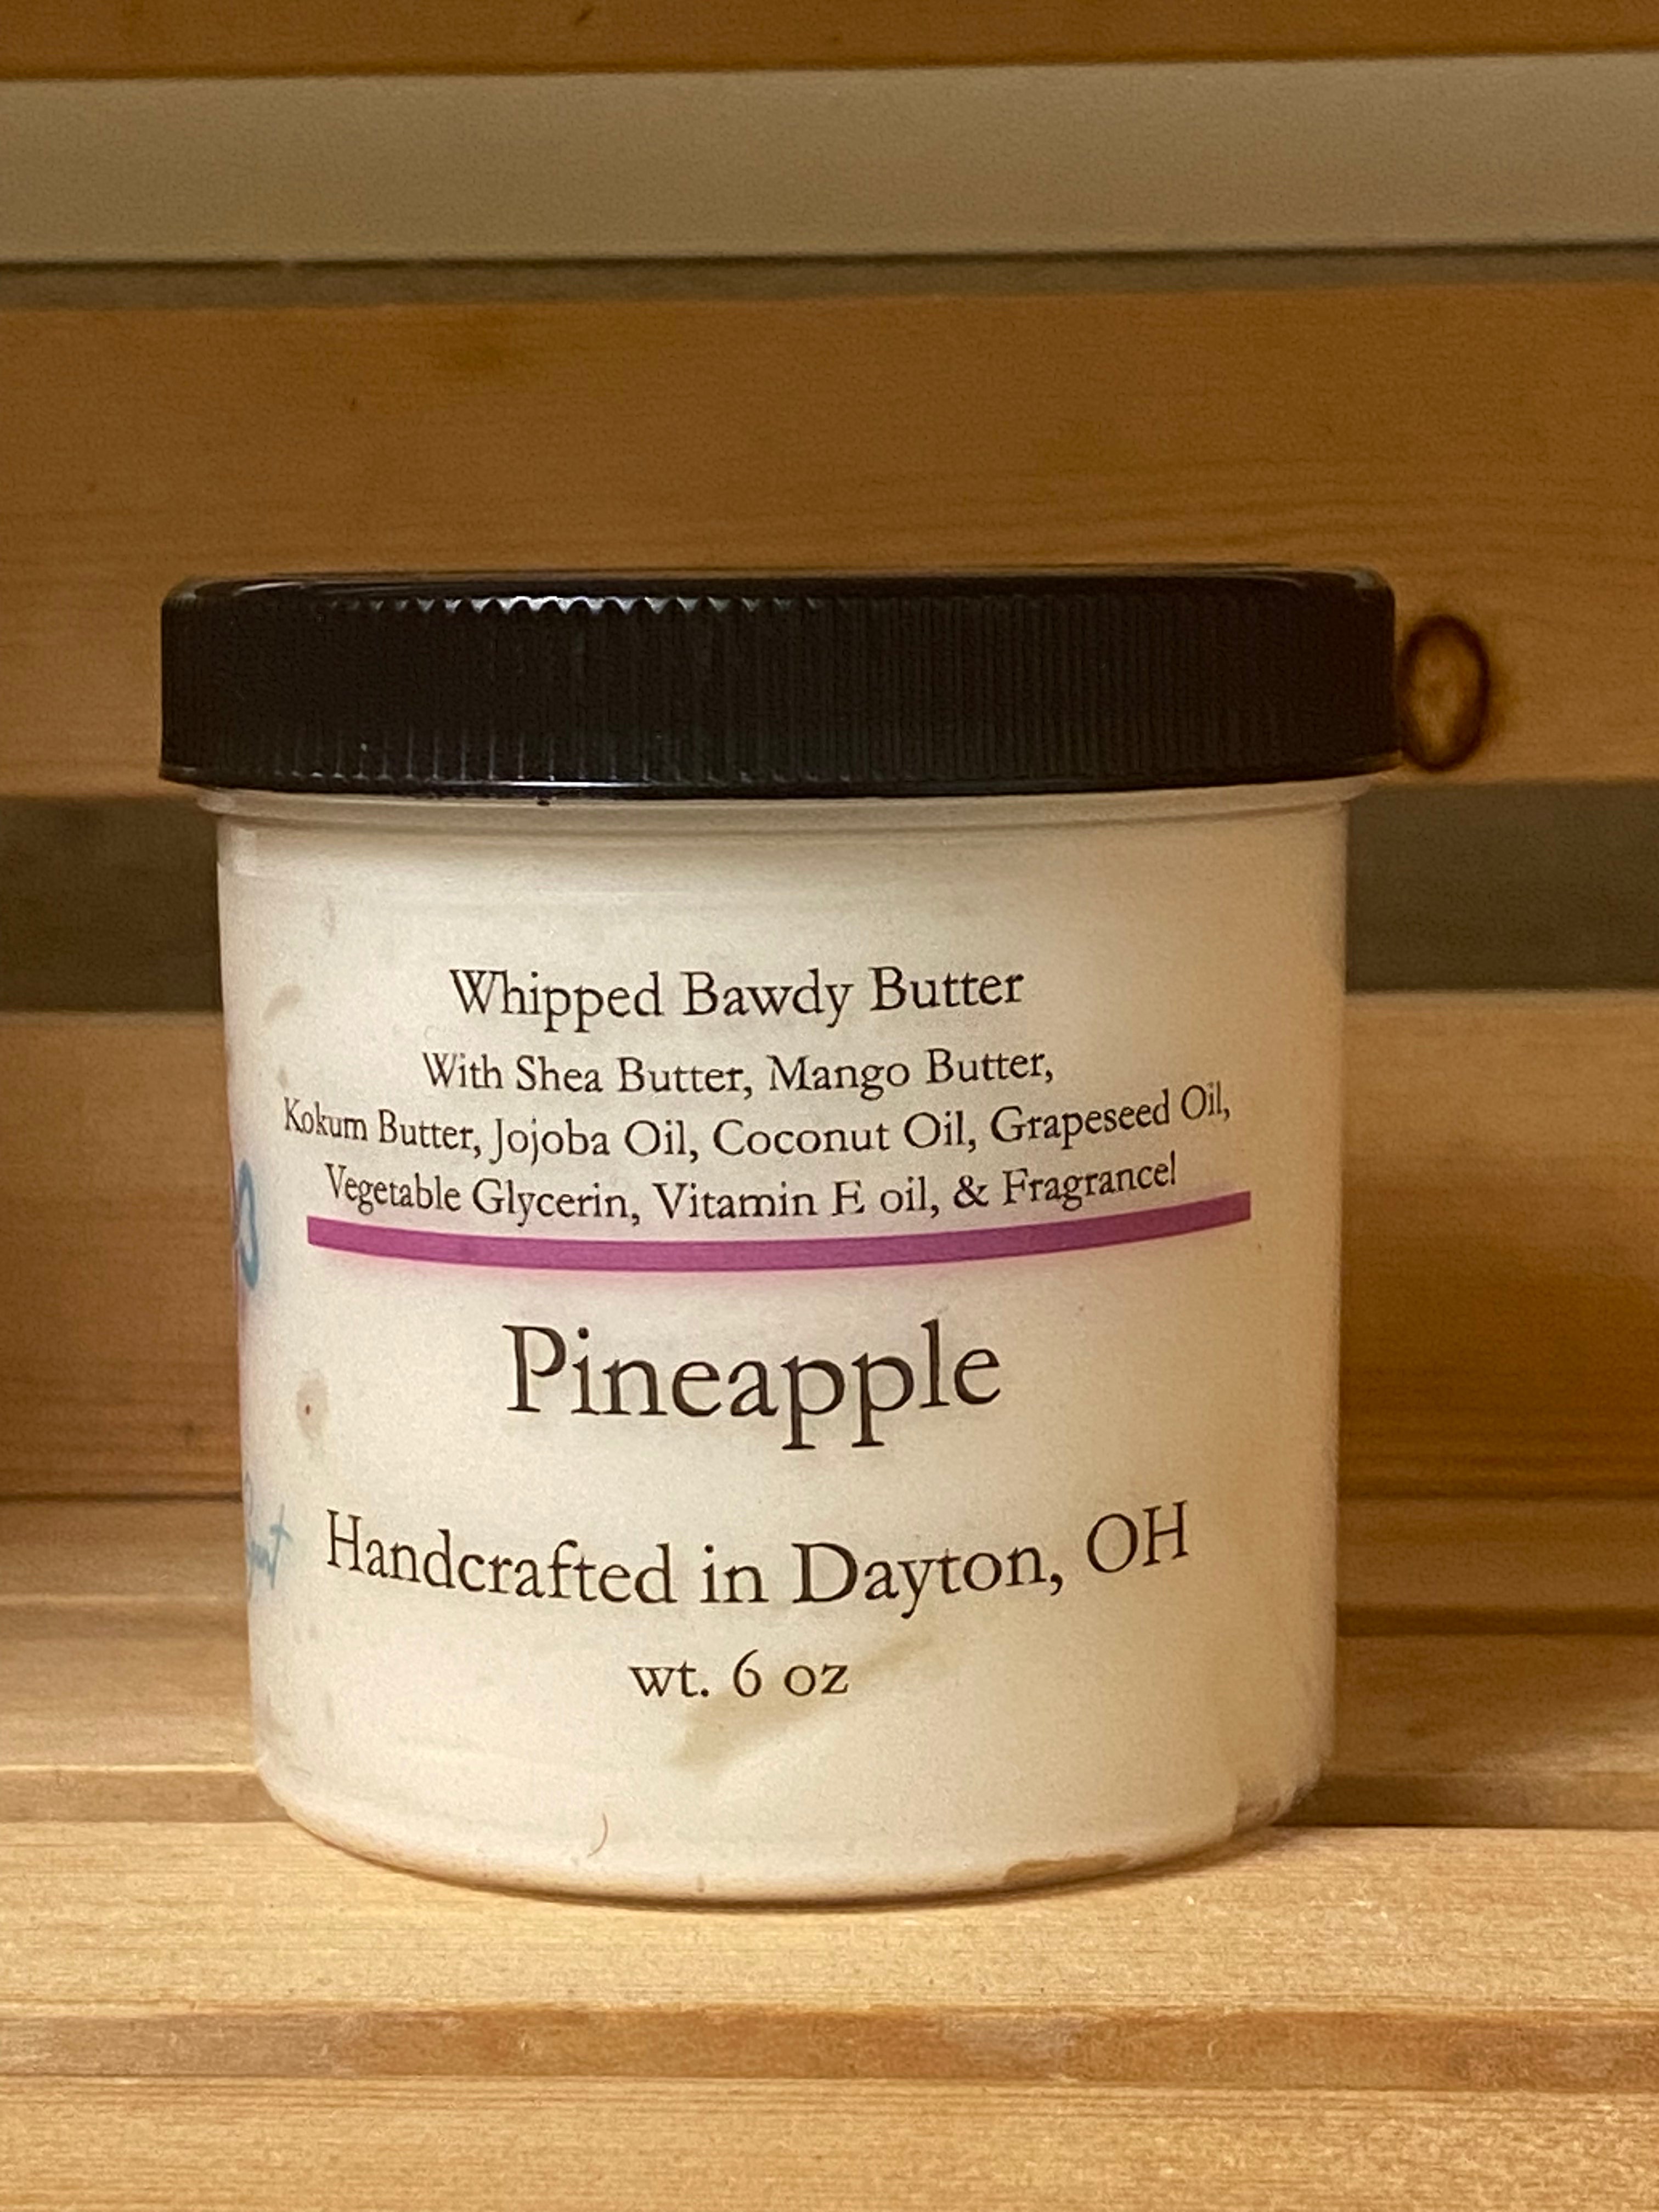 Whipped Bawdy Butter
With Shea Butter, Mango Butter,
Kokum Butter, Jojoba Oil, Coconut Oil, Grapeseed Oil,
Vegetable Glycerin, Vitamin E oil, & Fragrance!
Pineapple
Handcrafted in Dayton, OH
wt. 6 oz